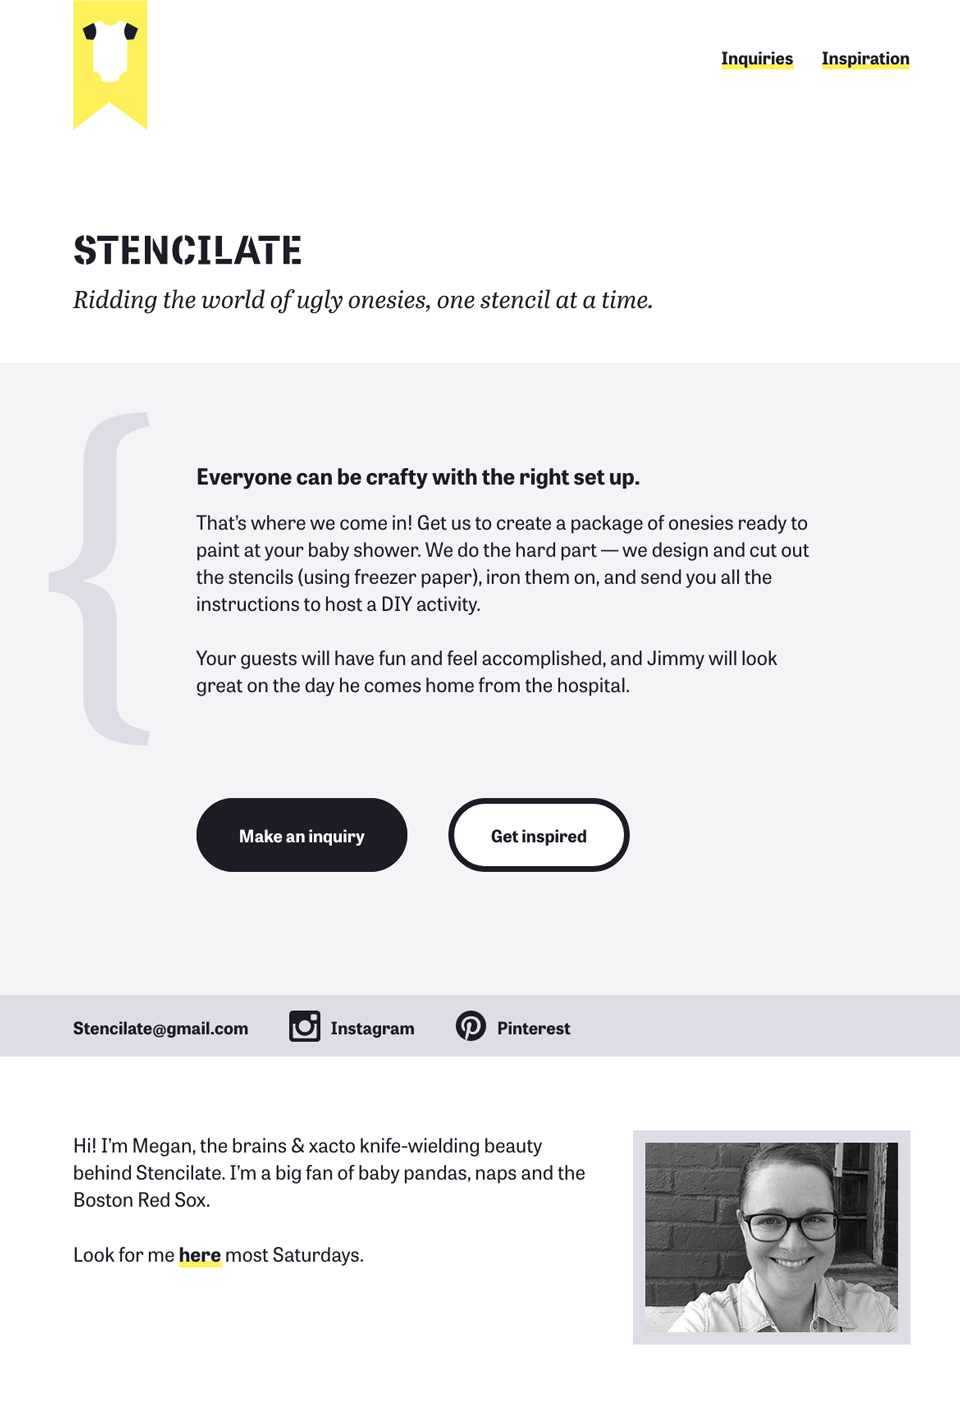 Inquiries Inspiration
STENCILATE
Ridding the world of ugly onesies, one stencil at a time.
{
Everyone can be crafty with the right set up.
That’s where we come in! Get us to create a package of onesies ready to
paint at your baby shower. We do the hard part — we design and cut out
the stencils (using freezer paper), iron them on, and send you all the
instructions to host a DIY activity.
Your guests will have fun and feel accomplished, and Jimmy will look
great on the day he comes home from the hospital.
Make an inquiry Get inspired
Stencilate@gmail.com Instagram Pinterest
Hi! I’m Megan, the brains & xacto knife-wielding beauty
behind Stencilate. I’m a big fan of baby pandas, naps and the
Boston Red Sox.
Look for me here most Saturdays.